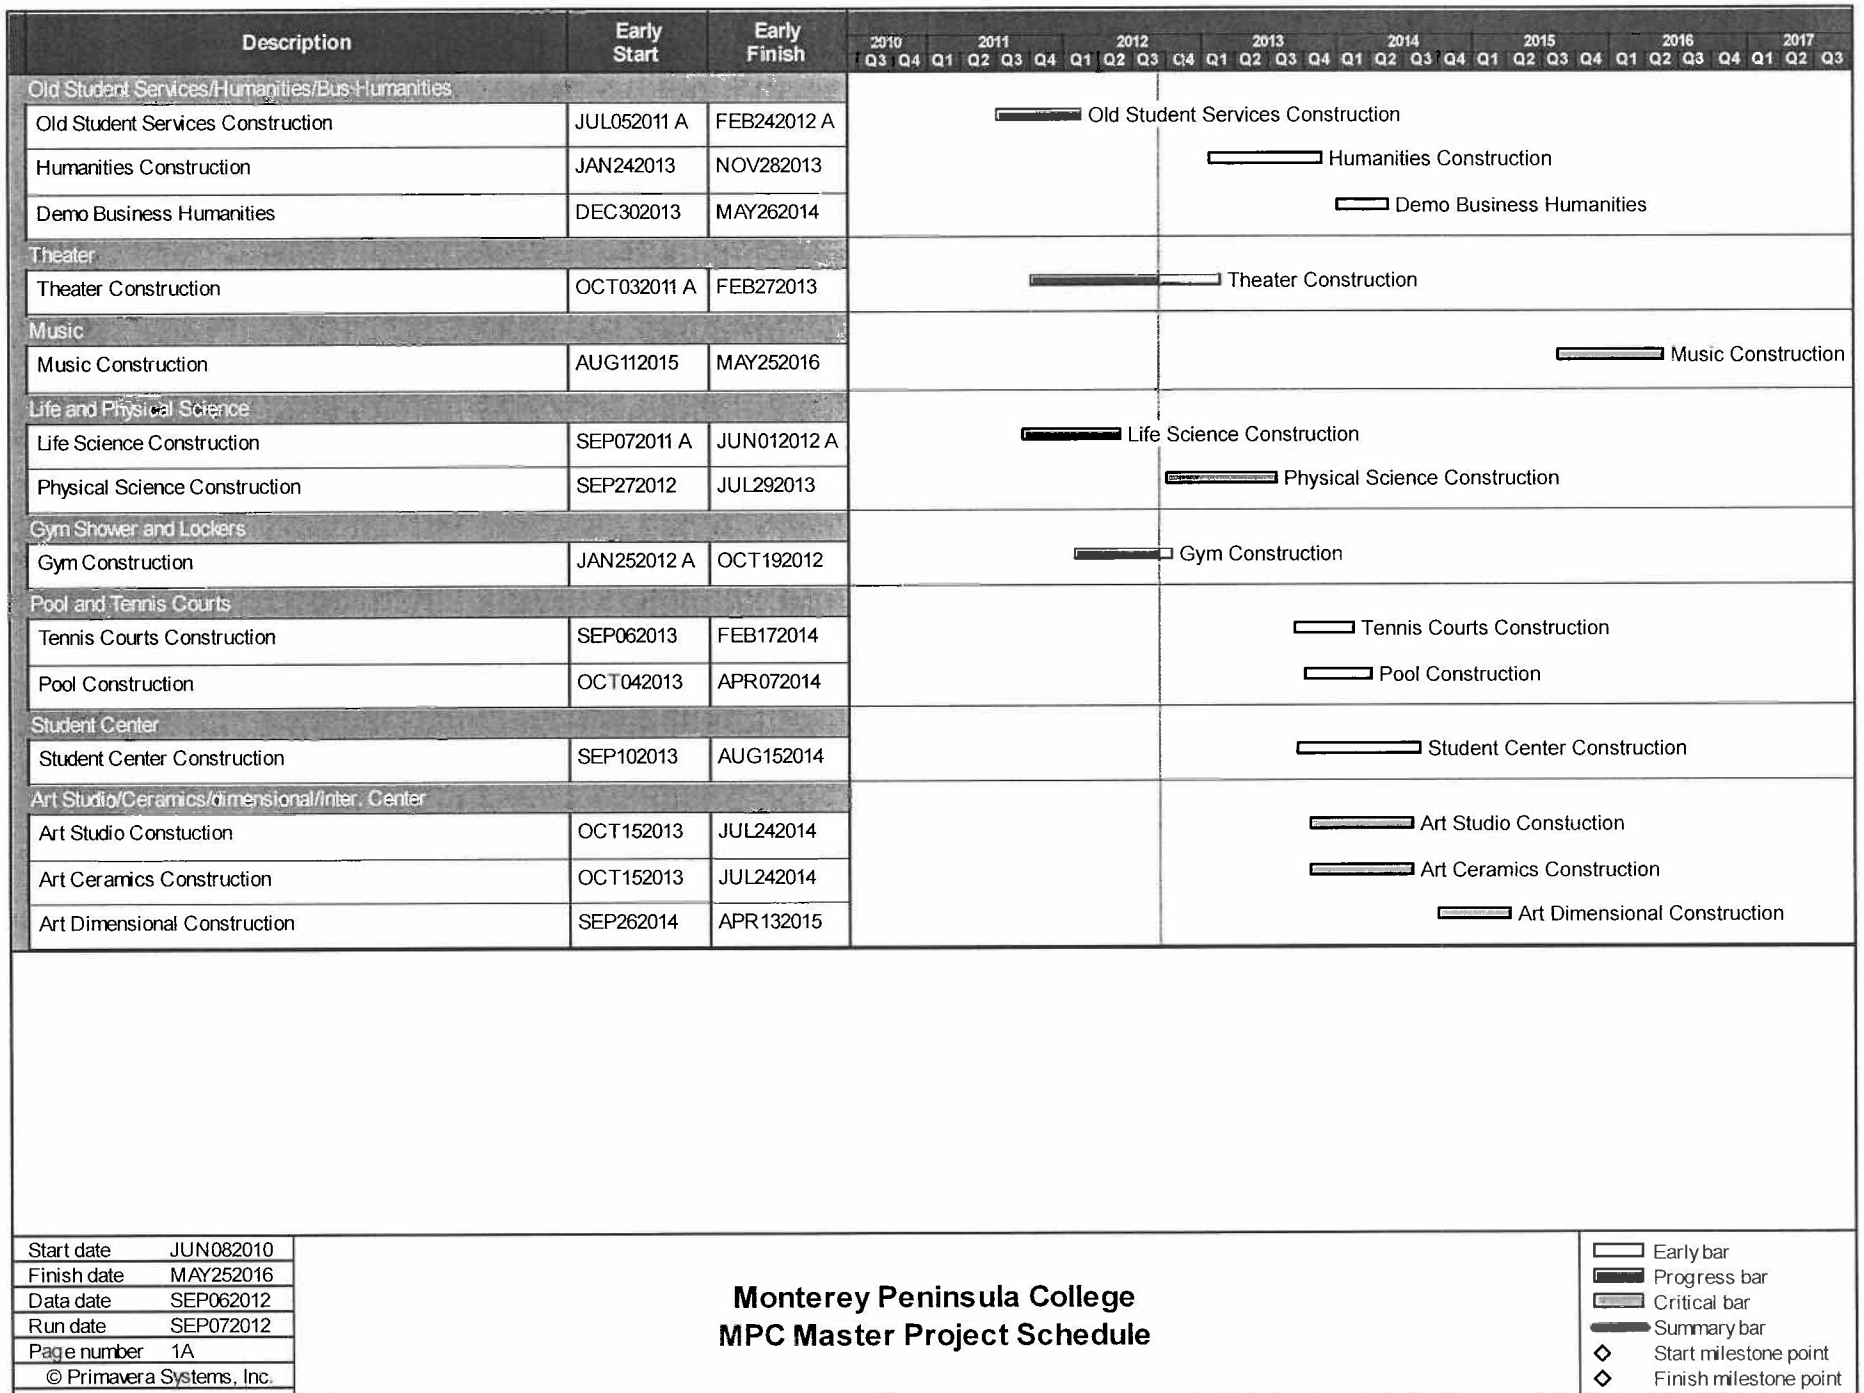 Description Early Start Early Finish
2010 2011 2012 2013 2014 2015 2016 2017
Q3 Q4 Q1 Q2 Q3 Q4 Q1 Q2 Q3 Q4 Q1 Q2 Q3 Q4 Q1 Q2 Q3 Q4 Q1 Q2 Q3 Q4 Q1 Q2 Q3 Q4 Q1 Q2 Q3
Old Student Services/Humanities/Bus-Humanities
Old Student Services Construction JUL052011 A FEB242012 A Old Student Services Construction
Humanities Construction JAN242013 NOV282013 Humanities Construction
Demo Business Humanities DEC302013 MAY262014 Demo Business Humanities
Theater
Theater Construction OCT032011 A FEB272013 Theater Construction
Music
Music Construction AUG112015 MAY252016 Music Construction
Life and Physical Science
Life Science Construction SEP072011 A JUN012012 A Life Science Construction
Physical Science Construction SEP272012 JUL292013 Physical Science Construction
Gym Shower and Lockers
Gym Construction JAN252012 A OCT192012 Gym Construction
Pool and Tennis Courts
Tennis Courts Construction SEP062013 FEB172014 Tennis Courts Construction
Pool Construction OCT042013 APR072014 Pool Construction
Student Center
Student Center Construction SEP102013 AUG152014 Student Center Construction
Art Studio/Ceramics/dimensional/Inter. Center
Art Studio Constuction OCT152013 JUL242014 Art Studio Constuction
Art Ceramics Construction OCT152013 JUL242014 Art Ceramics Construction
Art Dimensional Construction SEP262014 APR132015 Art Dimensional Construction
Start date JUN082010
Finish date MAY252016
Data date SEP062012
Run date SEP072012
Page number 1A
© Primavera Systems, Inc.
Monterey Peninsula College
MPC Master Project Schedule
Early bar
Progress bar
Critical bar
Summary bar
Start milestone point
Finish milestone point